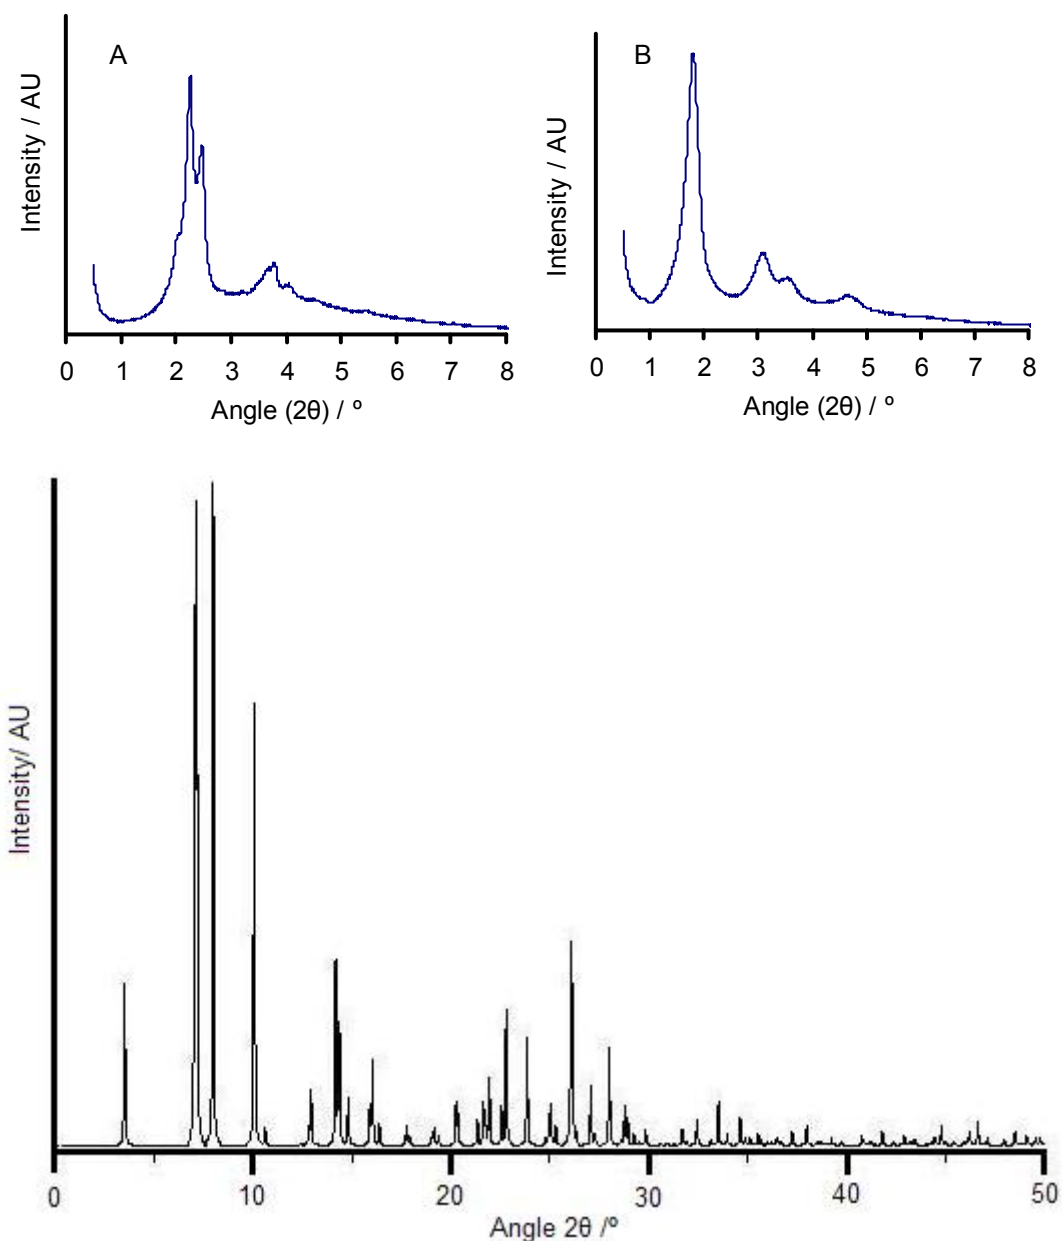 A
Intensity / AU
0 1 2 3 4 5 6 7 8
Angle (2θ) / º
B
Intensity / AU
0 1 2 3 4 5 6 7 8
Angle (2θ) / º
Intensity/ AU
0 10 20 30 40 50
Angle 2θ /º